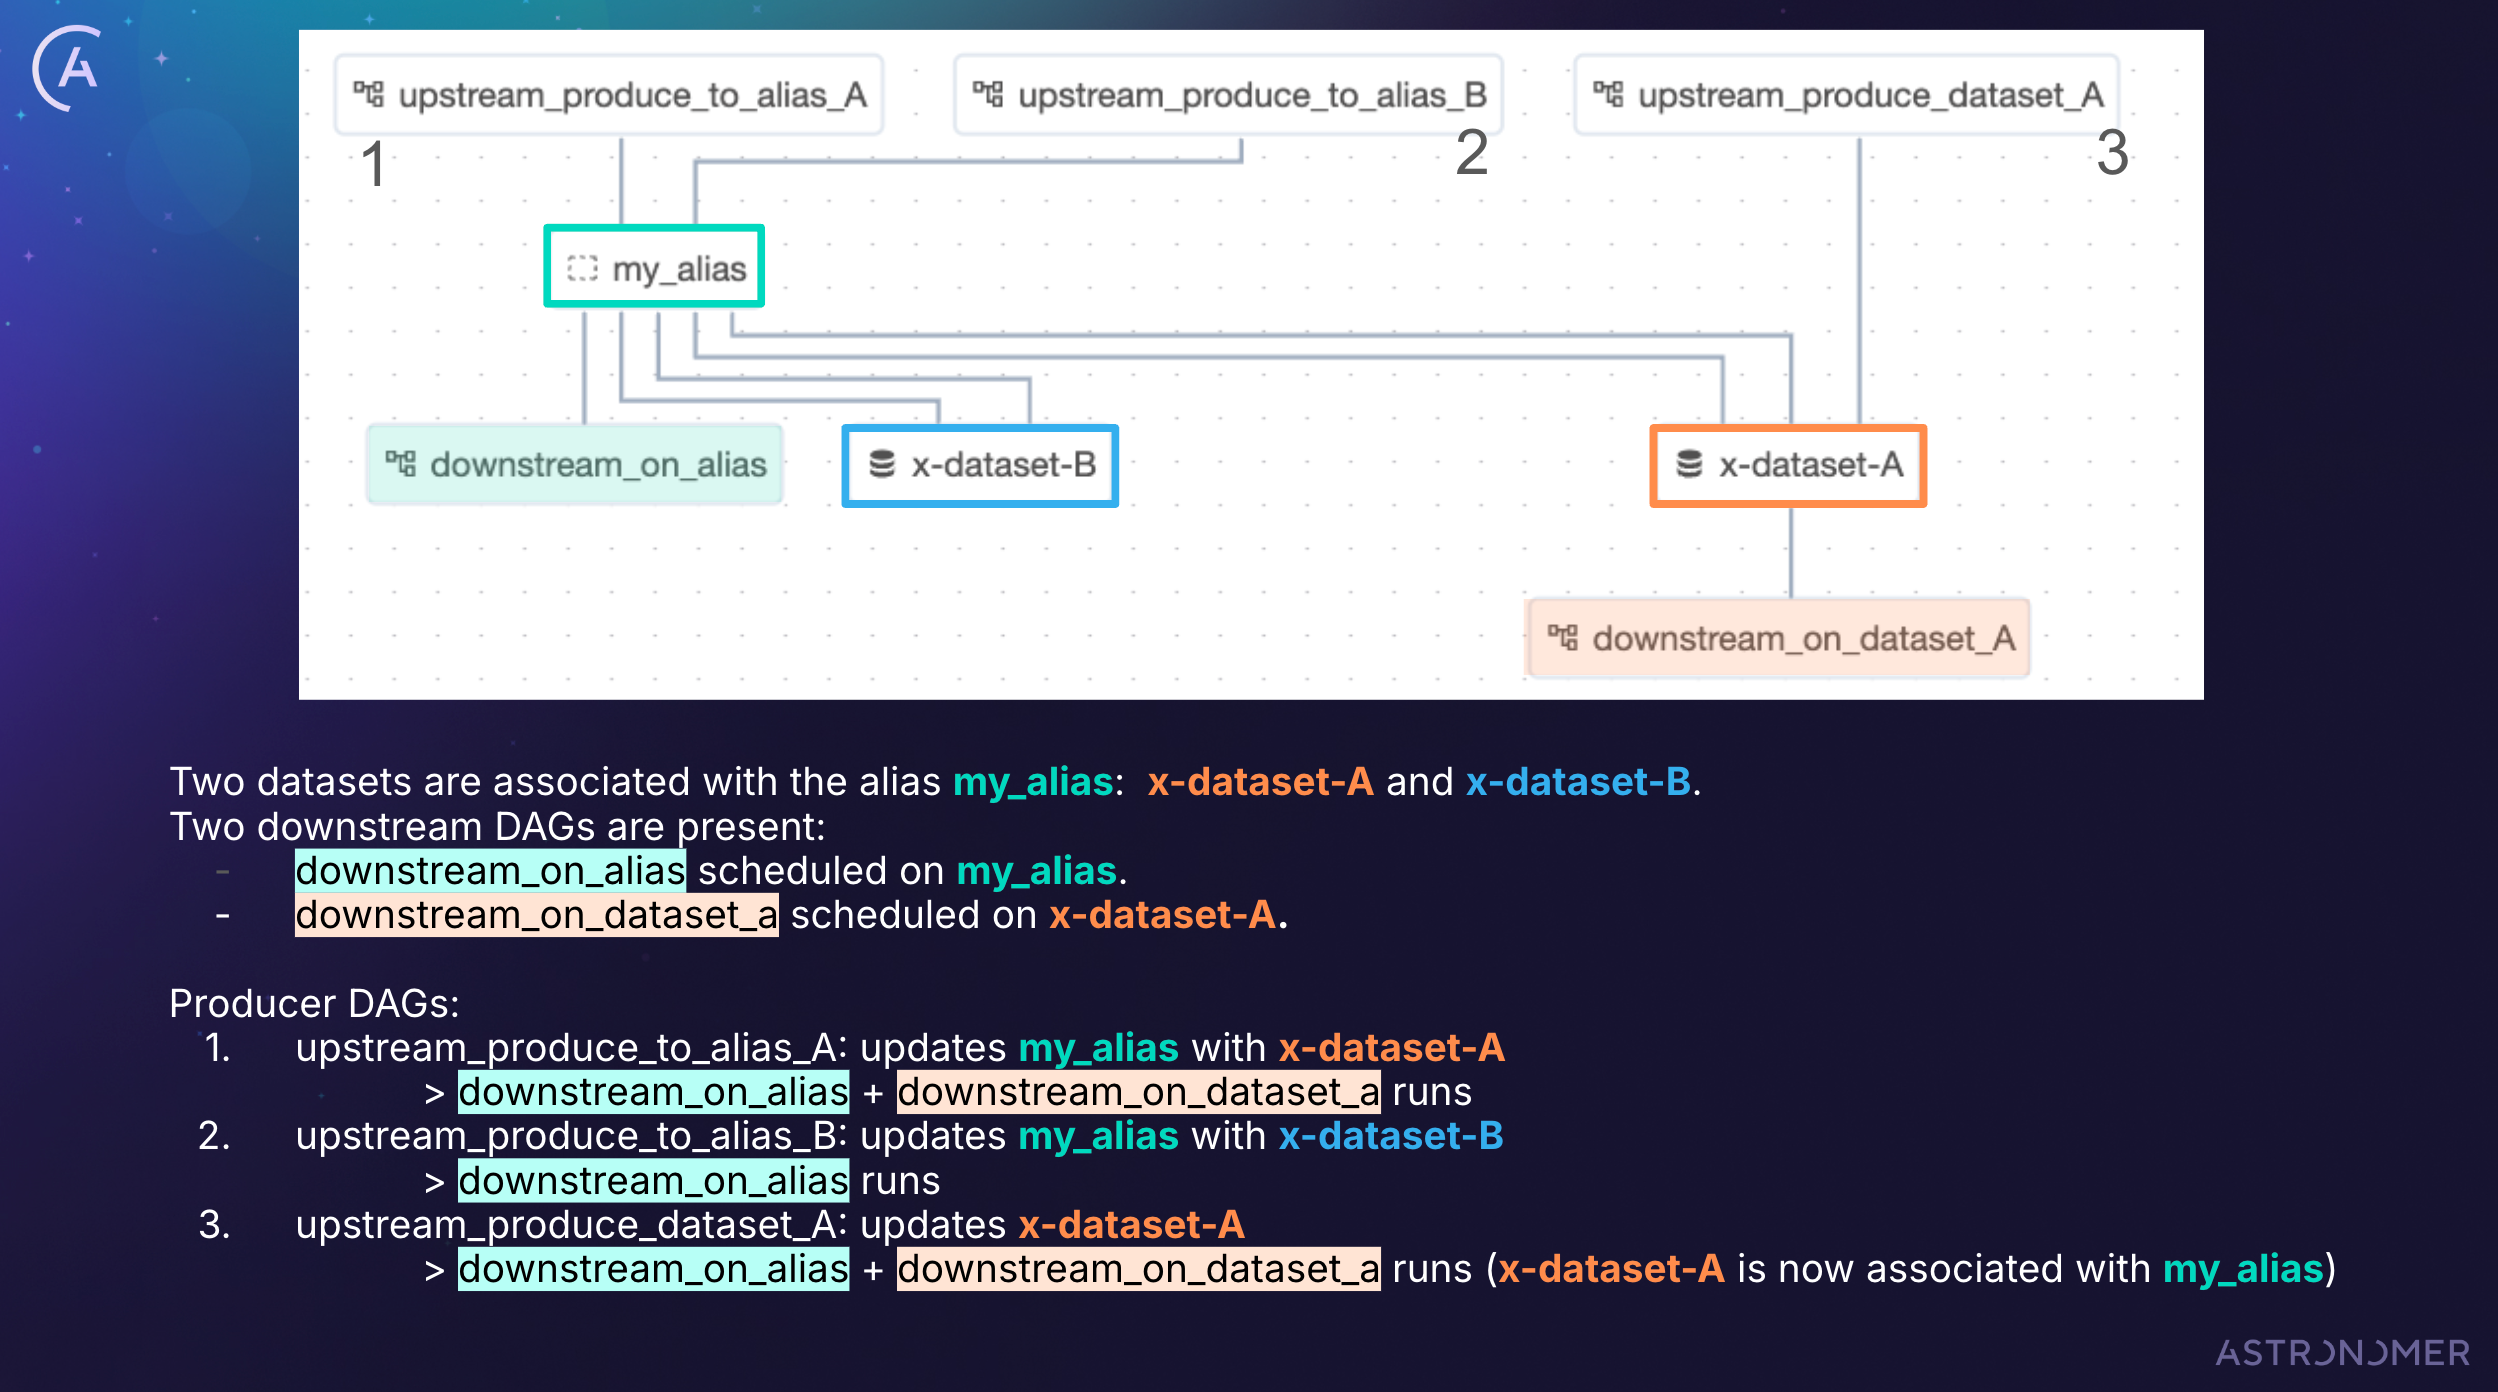 upstream_produce_to_alias_A
upstream_produce_to_alias_B
upstream_produce_dataset_A
1
2
3
my_alias
downstream_on_alias
x-dataset-B
x-dataset-A
downstream_on_dataset_A
Two datasets are associated with the alias my_alias: x-dataset-A and x-dataset-B.
Two downstream DAGs are present:
- downstream_on_alias scheduled on my_alias.
- downstream_on_dataset_a scheduled on x-dataset-A.
Producer DAGs:
1. upstream_produce_to_alias_A: updates my_alias with x-dataset-A
> downstream_on_alias + downstream_on_dataset_a runs
2. upstream_produce_to_alias_B: updates my_alias with x-dataset-B
> downstream_on_alias runs
3. upstream_produce_dataset_A: updates x-dataset-A
> downstream_on_alias + downstream_on_dataset_a runs (x-dataset-A is now associated with my_alias)
ASTRONOMER